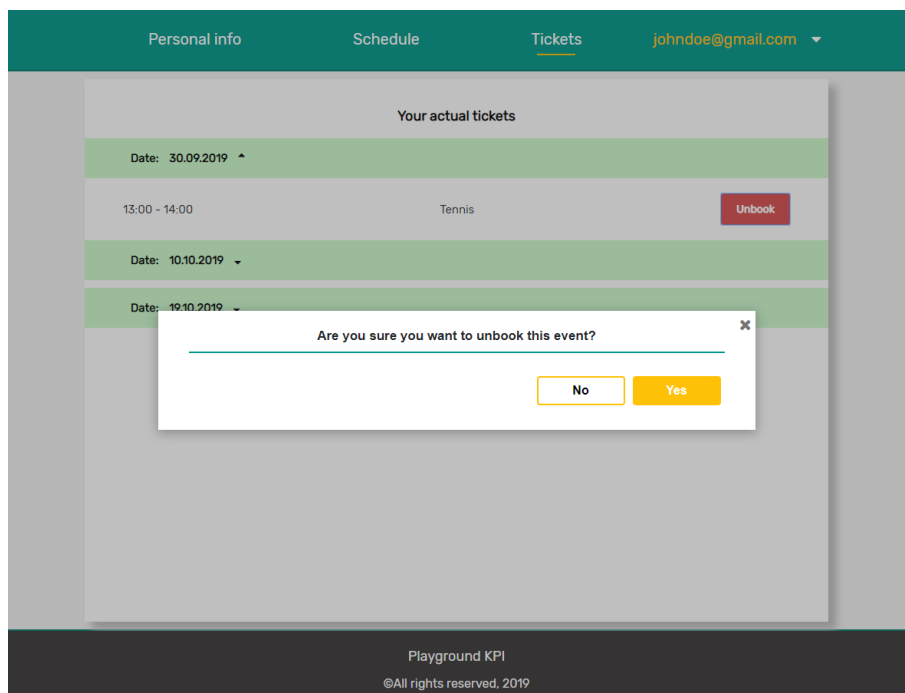 Personal info Schedule Tickets johndoe@gmail.com
Your actual tickets
Date: 30.09.2019
13:00 - 14:00 Tennis Unbook
Date: 10.10.2019
Date: 19.10.2019
Are you sure you want to unbook this event?
No Yes
Playground KPI
©All rights reserved, 2019